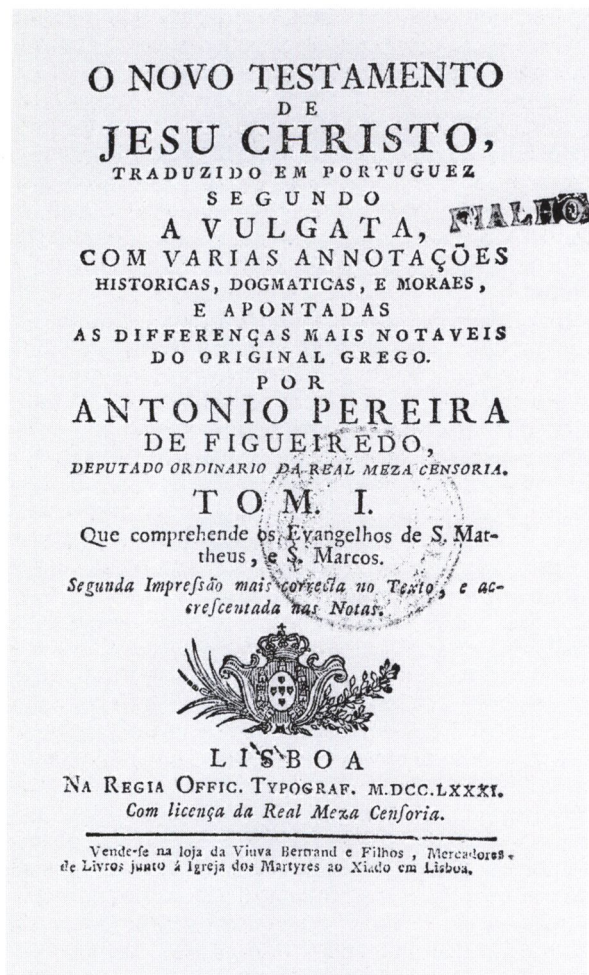 O NOVO TESTAMENTO
DE
JESU CHRISTO,
TRADUZIDO EM PORTUGUEZ
SEGUNDO
A VULGATA,
FIALHO
COM VARIAS ANNOTAÇÕES
HISTORICAS, DOGMATICAS, E MORAES,
E APONTADAS
AS DIFFERENÇAS MAIS NOTAVEIS
DO ORIGINAL GREGO.
POR
ANTONIO PEREIRA
DE FIGUEIREDO,
DEPUTADO ORDINARIO DA REAL MEZA CENSORIA.
TOM. I.
Que comprehende os Evangelhos de S. Mat-
theus, e S. Marcos.
Segunda Impreſsão mais correcta no Texto, e ac-
creſcentada nas Notas.
LISBOA
NA REGIA OFFIC. TYPOGRAF. M.DCC.LXXXI.
Com licença da Real Meza Cenſoria.
Vende-ſe na loja da Viuva Bertrand e Filhos, Mercadores
de Livros junto á Igreja dos Martyres ao Xiado em Lisboa.